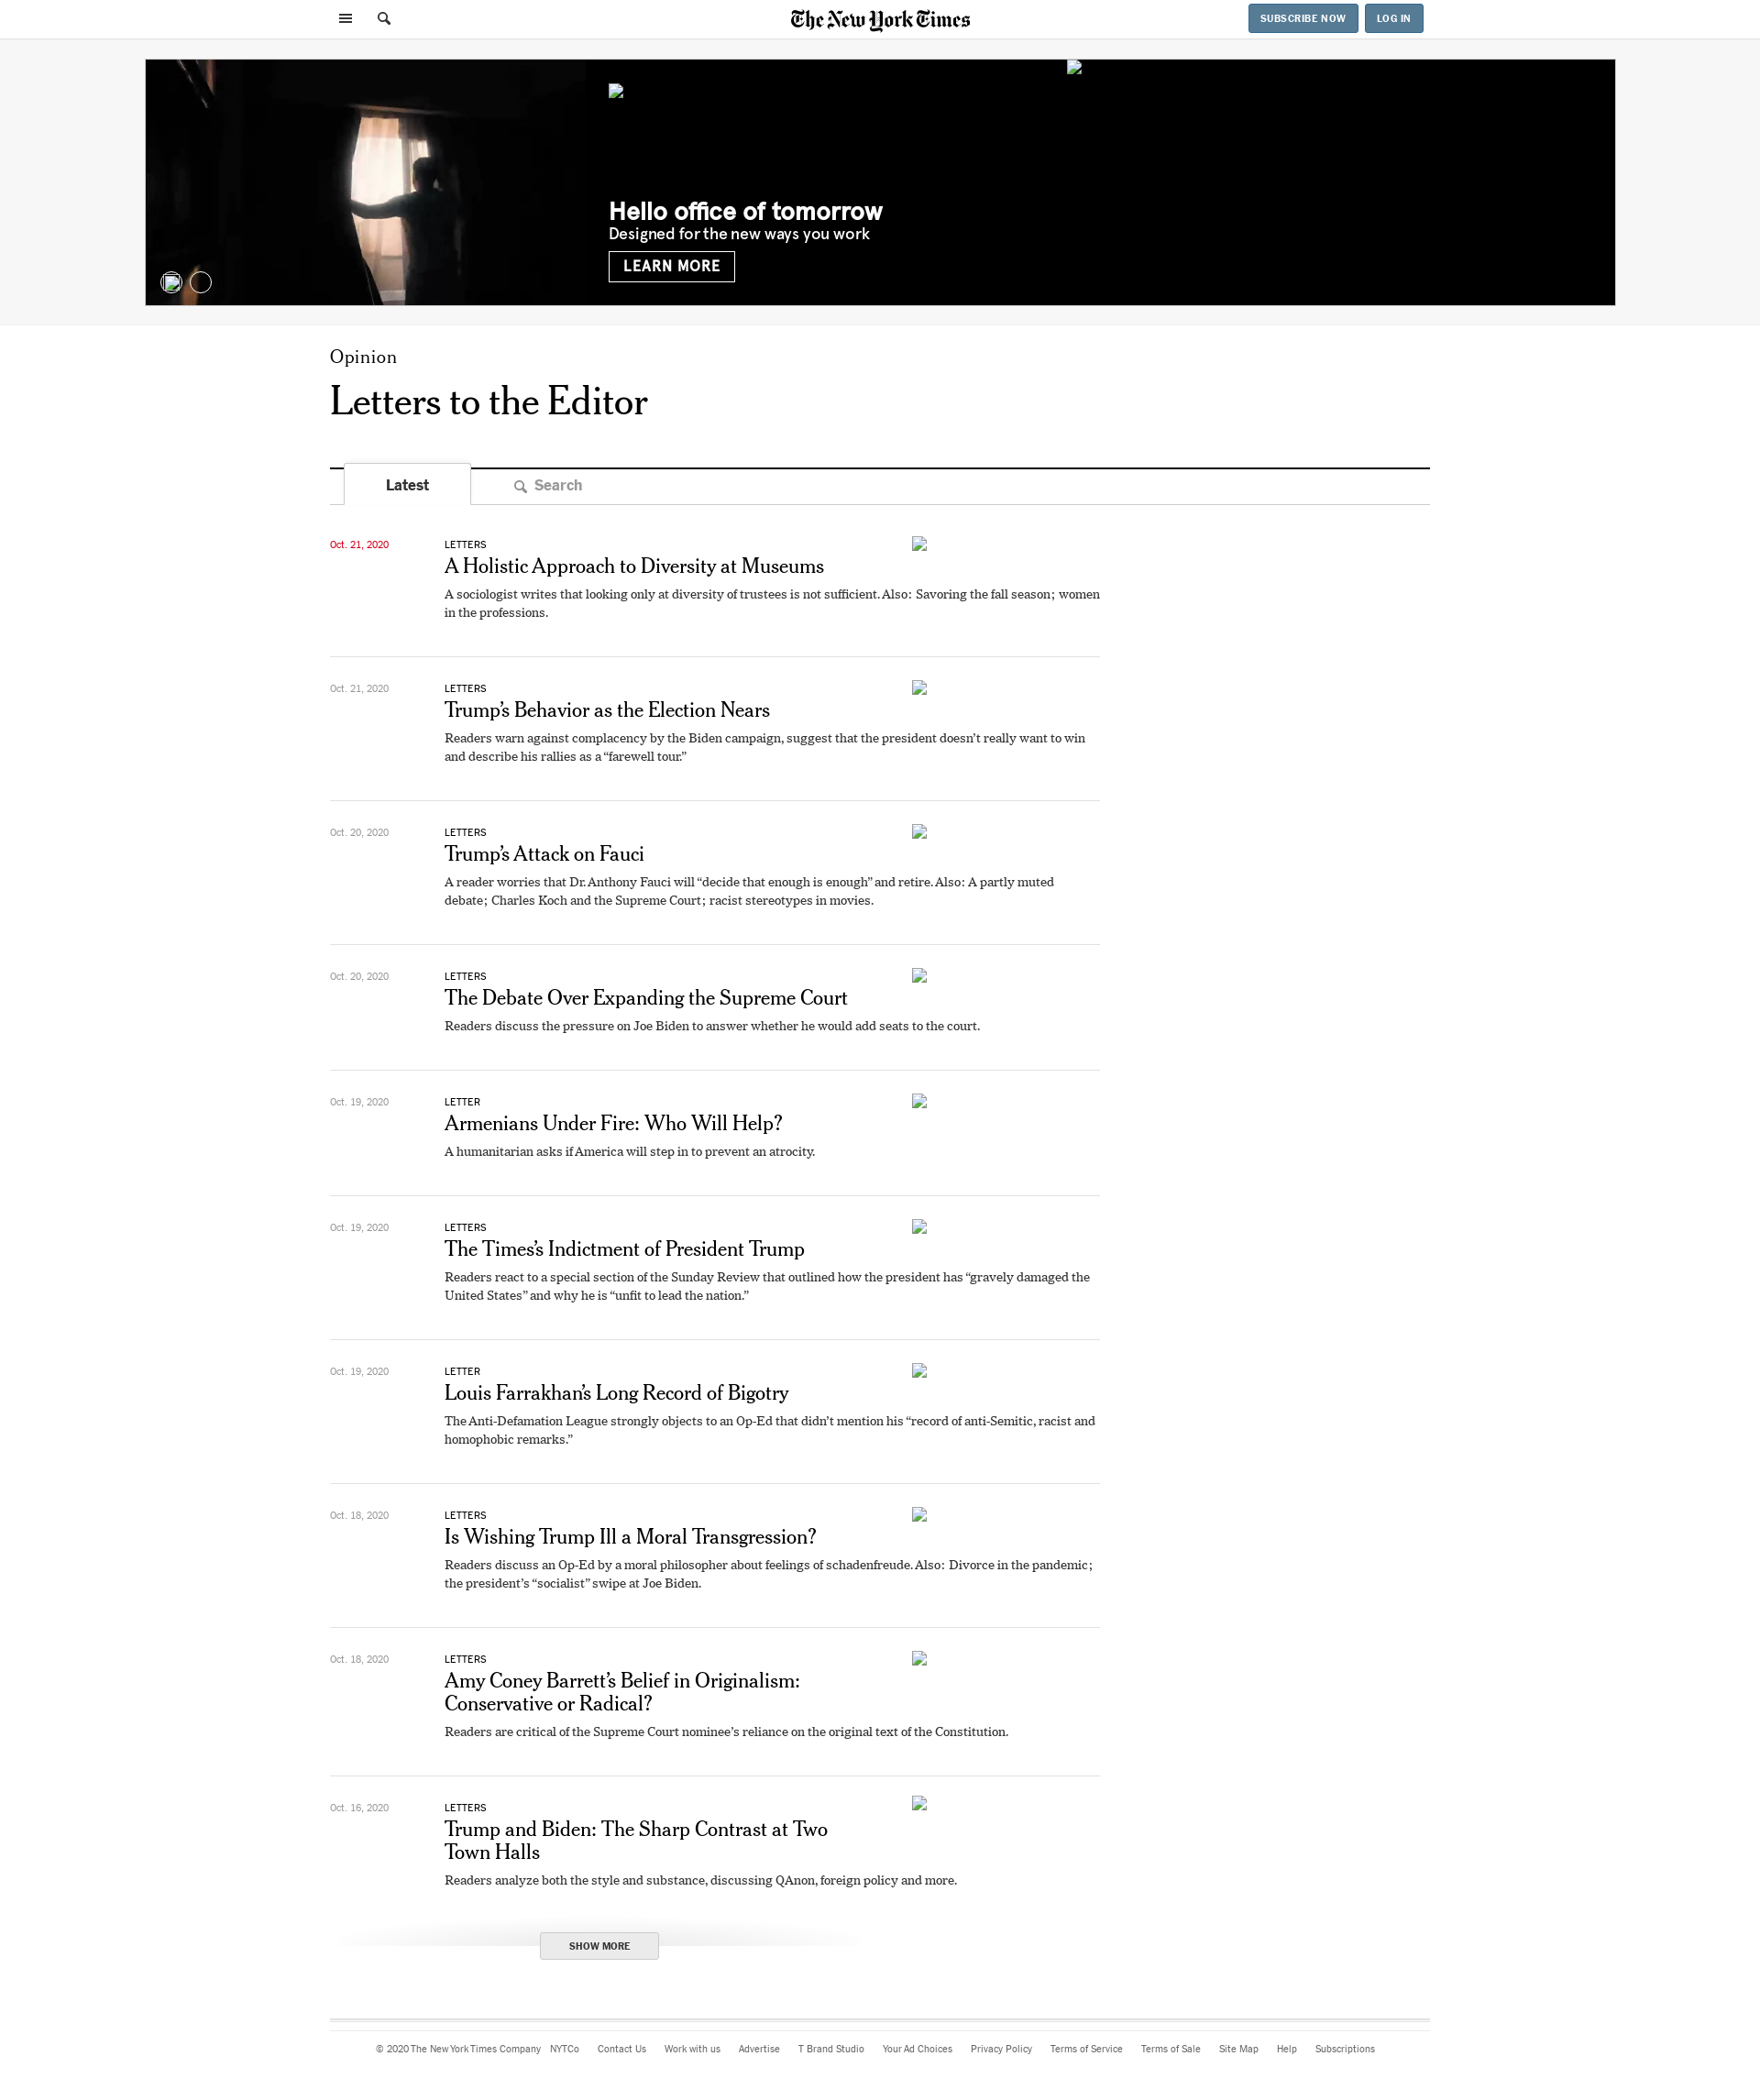 The New York Times
SUBSCRIBE NOW
LOG IN
Hello office of tomorrow
Designed for the new ways you work
LEARN MORE
Opinion
Letters to the Editor
Latest
Search
Oct. 21, 2020
LETTERS
A Holistic Approach to Diversity at Museums
A sociologist writes that looking only at diversity of trustees is not sufficient. Also: Savoring the fall season; women
in the professions.
Oct. 21, 2020
LETTERS
Trump’s Behavior as the Election Nears
Readers warn against complacency by the Biden campaign, suggest that the president doesn’t really want to win
and describe his rallies as a “farewell tour.”
Oct. 20, 2020
LETTERS
Trump’s Attack on Fauci
A reader worries that Dr. Anthony Fauci will “decide that enough is enough” and retire. Also: A partly muted
debate; Charles Koch and the Supreme Court; racist stereotypes in movies.
Oct. 20, 2020
LETTERS
The Debate Over Expanding the Supreme Court
Readers discuss the pressure on Joe Biden to answer whether he would add seats to the court.
Oct. 19, 2020
LETTER
Armenians Under Fire: Who Will Help?
A humanitarian asks if America will step in to prevent an atrocity.
Oct. 19, 2020
LETTERS
The Times’s Indictment of President Trump
Readers react to a special section of the Sunday Review that outlined how the president has “gravely damaged the
United States” and why he is “unfit to lead the nation.”
Oct. 19, 2020
LETTER
Louis Farrakhan’s Long Record of Bigotry
The Anti-Defamation League strongly objects to an Op-Ed that didn’t mention his “record of anti-Semitic, racist and
homophobic remarks.”
Oct. 18, 2020
LETTERS
Is Wishing Trump Ill a Moral Transgression?
Readers discuss an Op-Ed by a moral philosopher about feelings of schadenfreude. Also: Divorce in the pandemic;
the president’s “socialist” swipe at Joe Biden.
Oct. 18, 2020
LETTERS
Amy Coney Barrett’s Belief in Originalism:
Conservative or Radical?
Readers are critical of the Supreme Court nominee’s reliance on the original text of the Constitution.
Oct. 16, 2020
LETTERS
Trump and Biden: The Sharp Contrast at Two
Town Halls
Readers analyze both the style and substance, discussing QAnon, foreign policy and more.
SHOW MORE
© 2020 The New York Times Company NYTCo Contact Us Work with us Advertise T Brand Studio Your Ad Choices Privacy Policy Terms of Service Terms of Sale Site Map Help Subscriptions